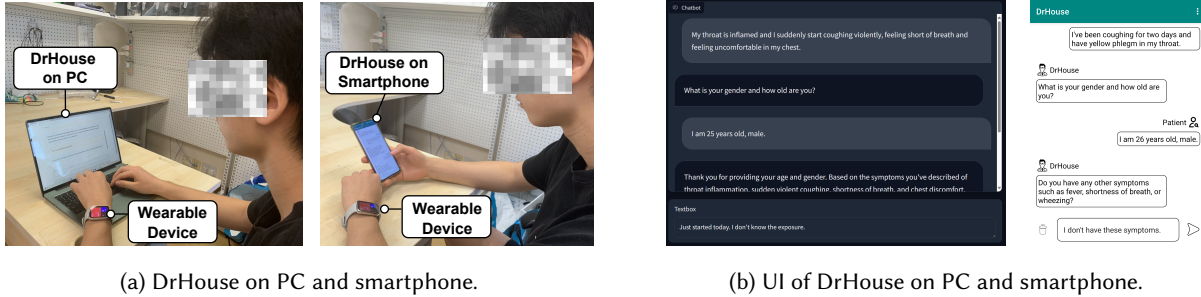 DrHouse
on PC
Wearable
Device
DrHouse on
Smartphone
Wearable
Device
Chatbot
My throat is inflamed and I suddenly start coughing violently, feeling short of breath and
feeling uncomfortable in my chest.
What is your gender and how old are you?
I am 25 years old, male.
Thank you for providing your age and gender. Based on the symptoms you've described of
throat inflammation, sudden violent coughing, shortness of breath, and chest discomfort,
Textbox
Just started today. I don't know the exposure.
DrHouse
I've been coughing for two days and
have yellow phlegm in my throat.
DrHouse
What is your gender and how old are
you?
Patient
I am 26 years old, male.
DrHouse
Do you have any other symptoms
such as fever, shortness of breath, or
wheezing?
I don't have these symptoms.
(a) DrHouse on PC and smartphone.
(b) UI of DrHouse on PC and smartphone.